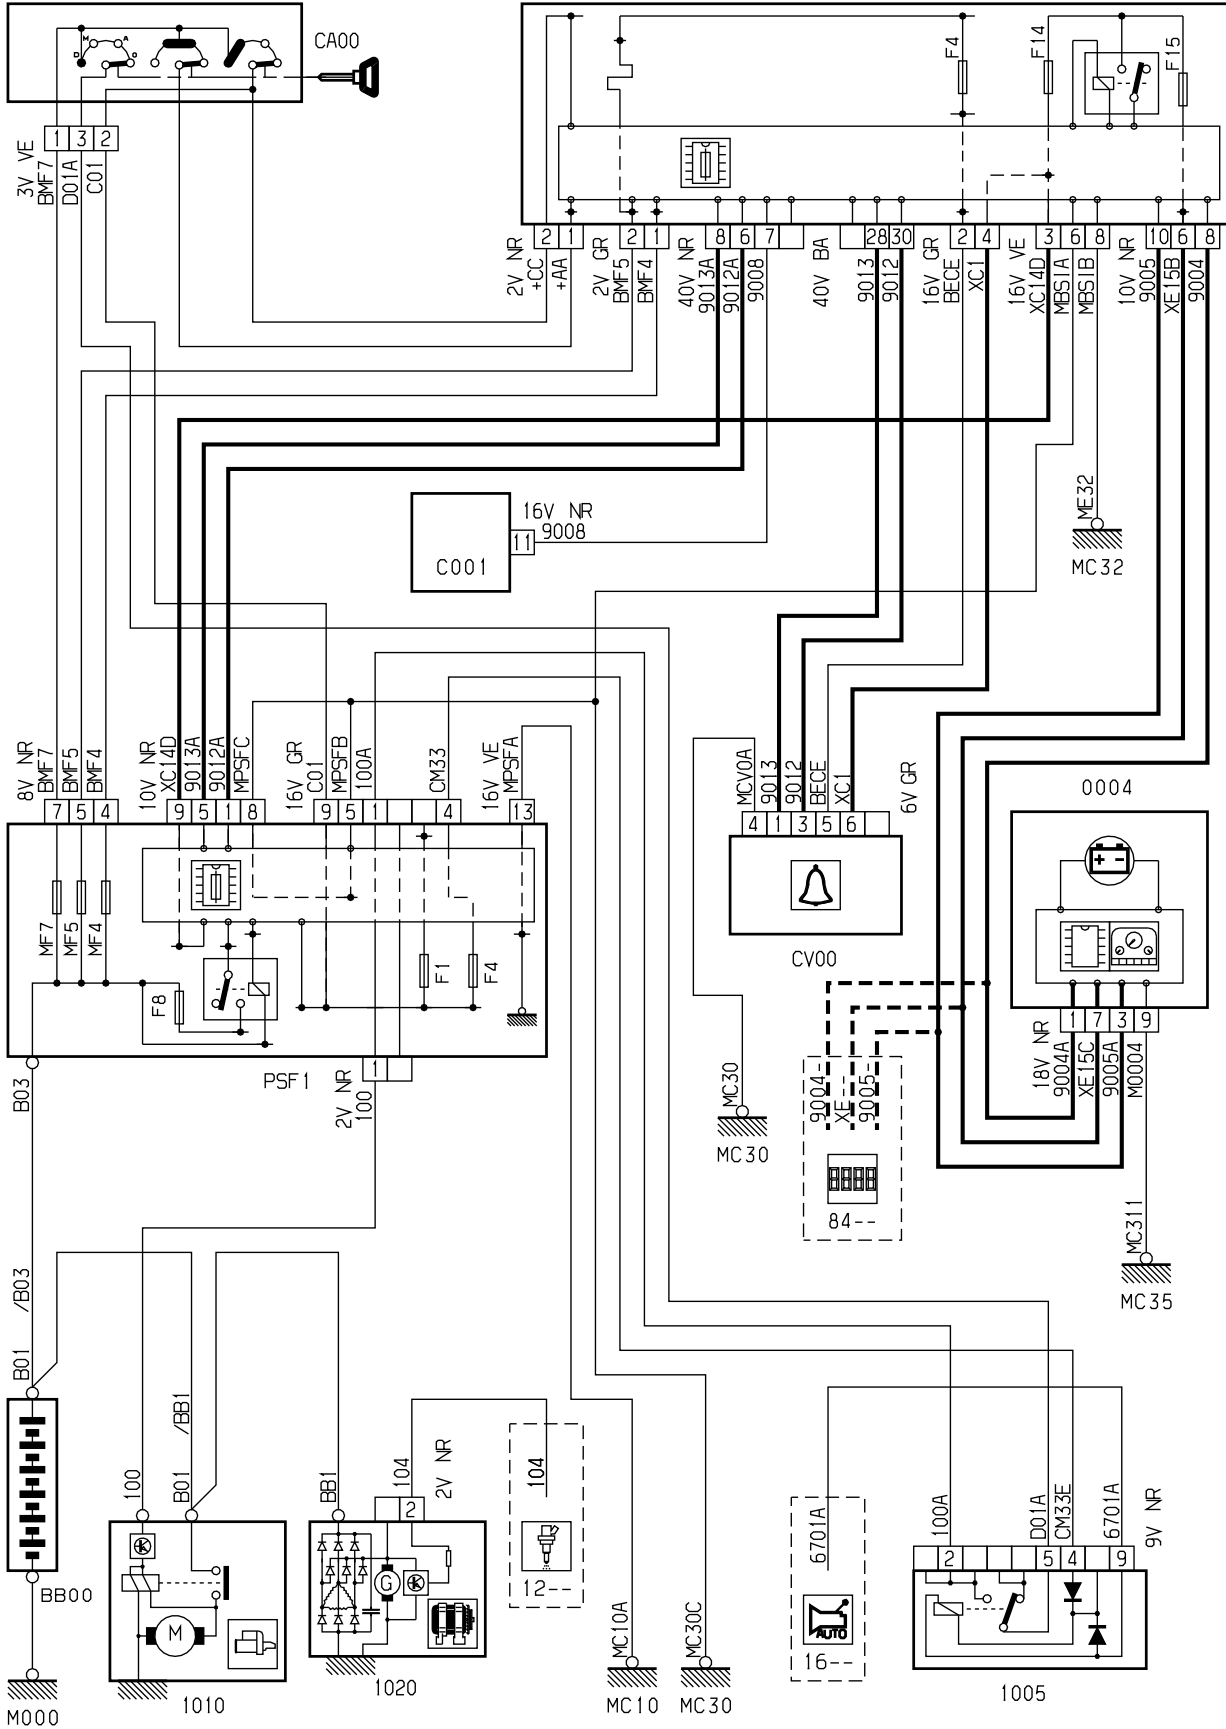 CA00
M A
D O
1 3 2
3V VE
BMF7
D01A
C01
F4
F14
F15
2 1 2 1 8 6 7 28 30 2 4 3 6 8 10 6 8
2V NR
+CC
+AA
2V GR
BMF5
BMF4
40V NR
9013A
9012A
9008
40V BA
9013
9012
16V GR
BECE
XC1
16V VE
XC14D
MBS1A
MBS1B
10V NR
9005
XE15B
9004
16V NR
9008
11
C001
ME32
MC32
8V NR
BMF7
BMF5
BMF4
10V NR
XC14D
9013A
9012A
MPSFC
16V GR
C01
MPSFB
100A
CM33
16V VE
MPSFA
7 5 4 9 5 1 8 9 5 1 4 13
MF7
MF5
MF4
F8
F1
F4
B03
PSF1
2V NR
100
1
MCV0A
9013
9012
BECE
XC1
6V GR
4 1 3 5 6
CV00
0004
+ -
1 7 3 9
18V NR
9004A
XE15C
9005A
M0004
MC30
MC30
9004-
XE--
9005-
84--
MC311
MC35
/B03
B01
/BB1
100
B01
BB1
104
2V NR
2
104
12--
BB00
M
G
K
K
M000
1010
1020
MC10A
MC10
MC30C
MC30
6701A
AUTO
16--
100A
D01A
CM33E
6701A
9V NR
2 5 4 9
1005